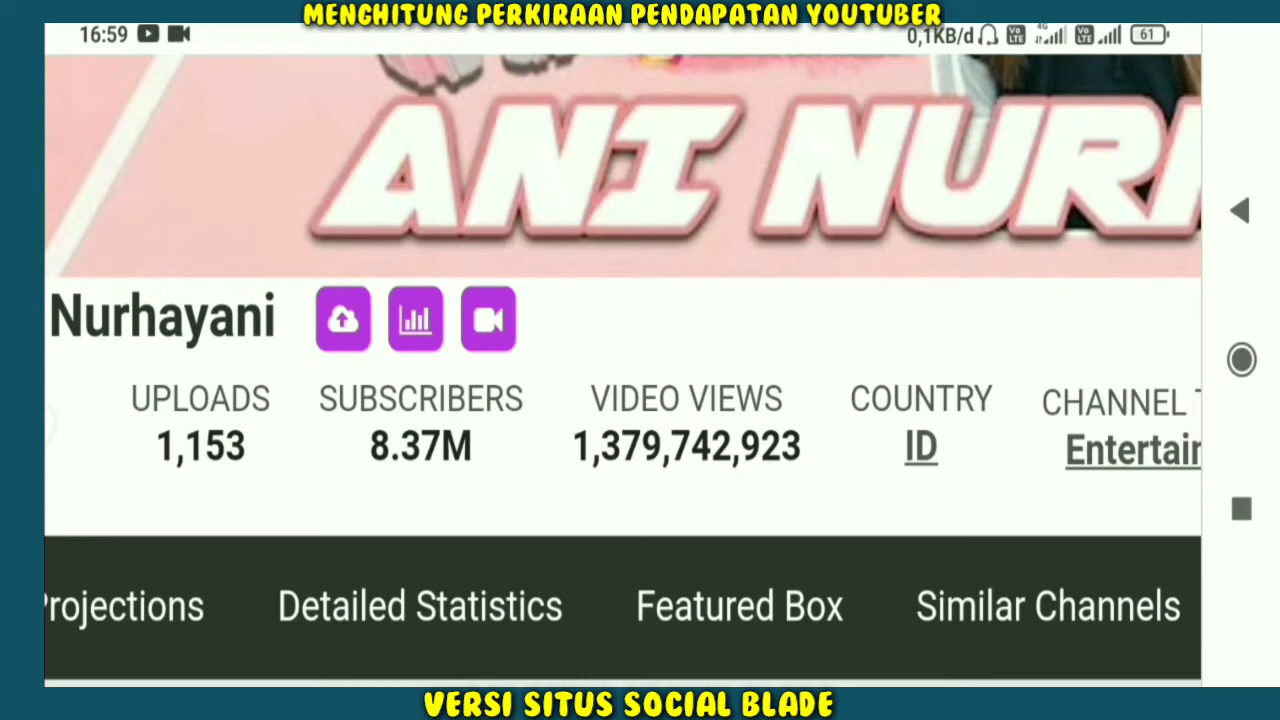 MENGHITUNG PERKIRAAN PENDAPATAN YOUTUBER
16:59 0,1KB/d 4G 61
ANI NUR
Nurhayani
UPLOADS SUBSCRIBERS VIDEO VIEWS COUNTRY CHANNEL
1,153 8.37M 1,379,742,923 ID Entertain
Projections Detailed Statistics Featured Box Similar Channels
VERSI SITUS SOCIAL BLADE